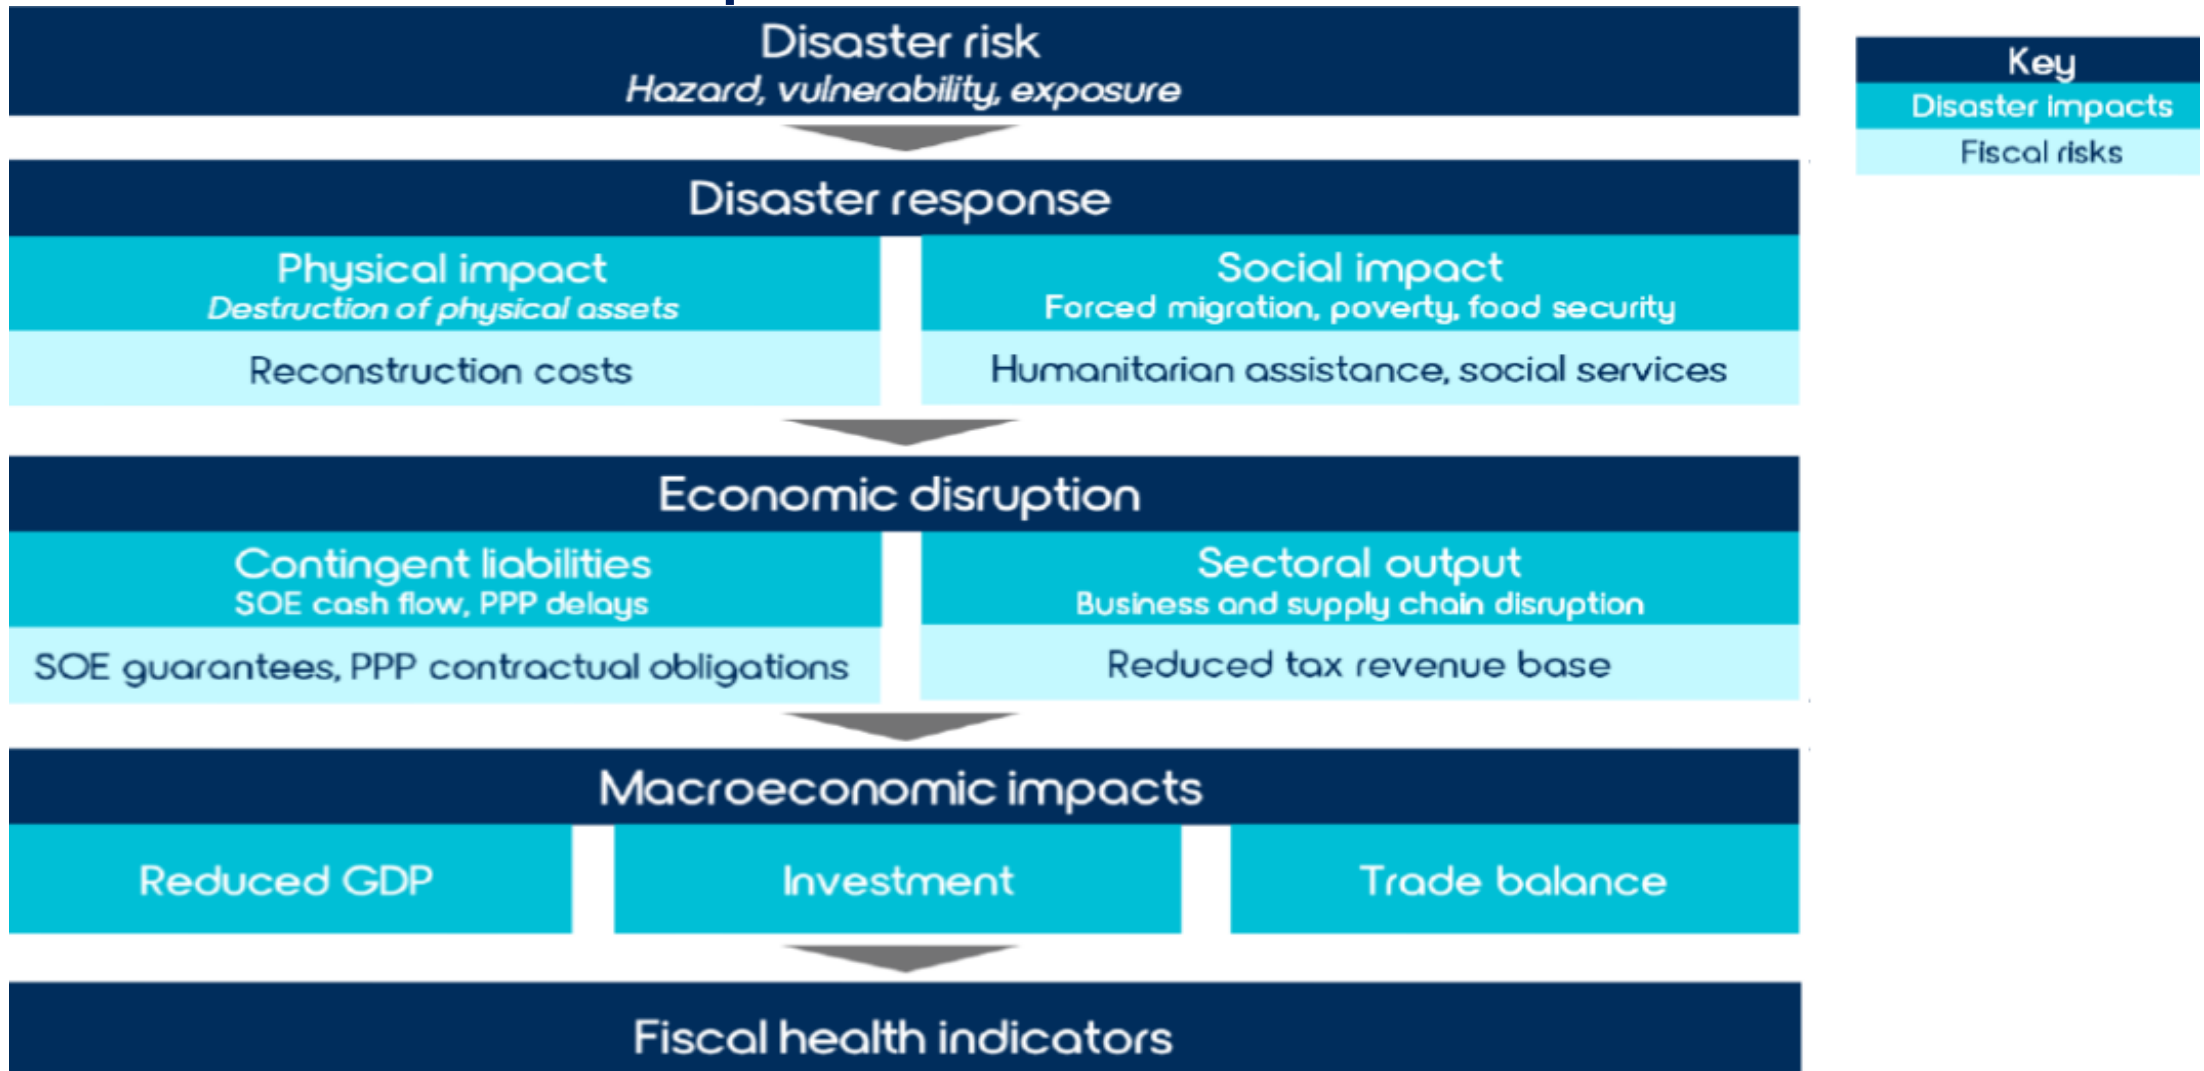 Disaster risk
Hazard, vulnerability, exposure
Key
Disaster impacts
Fiscal risks
Disaster response
Physical impact
Destruction of physical assets
Reconstruction costs
Social impact
Forced migration, poverty, food security
Humanitarian assistance, social services
Economic disruption
Contingent liabilities
SOE cash flow, PPP delays
SOE guarantees, PPP contractual obligations
Sectoral output
Business and supply chain disruption
Reduced tax revenue base
Macroeconomic impacts
Reduced GDP
Investment
Trade balance
Fiscal health indicators